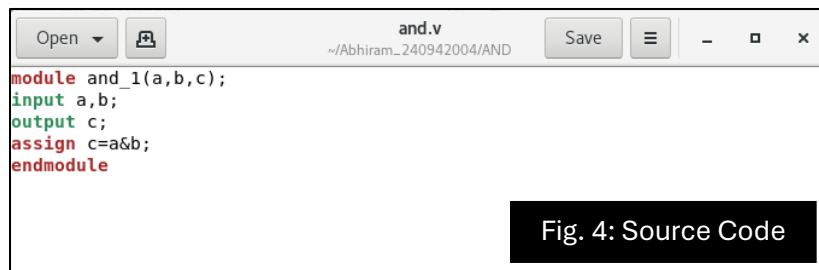 Open
and.v
~/Abhiram_240942004/AND
Save
module and_1(a,b,c);
input a,b;
output c;
assign c=a&b;
endmodule
Fig. 4: Source Code